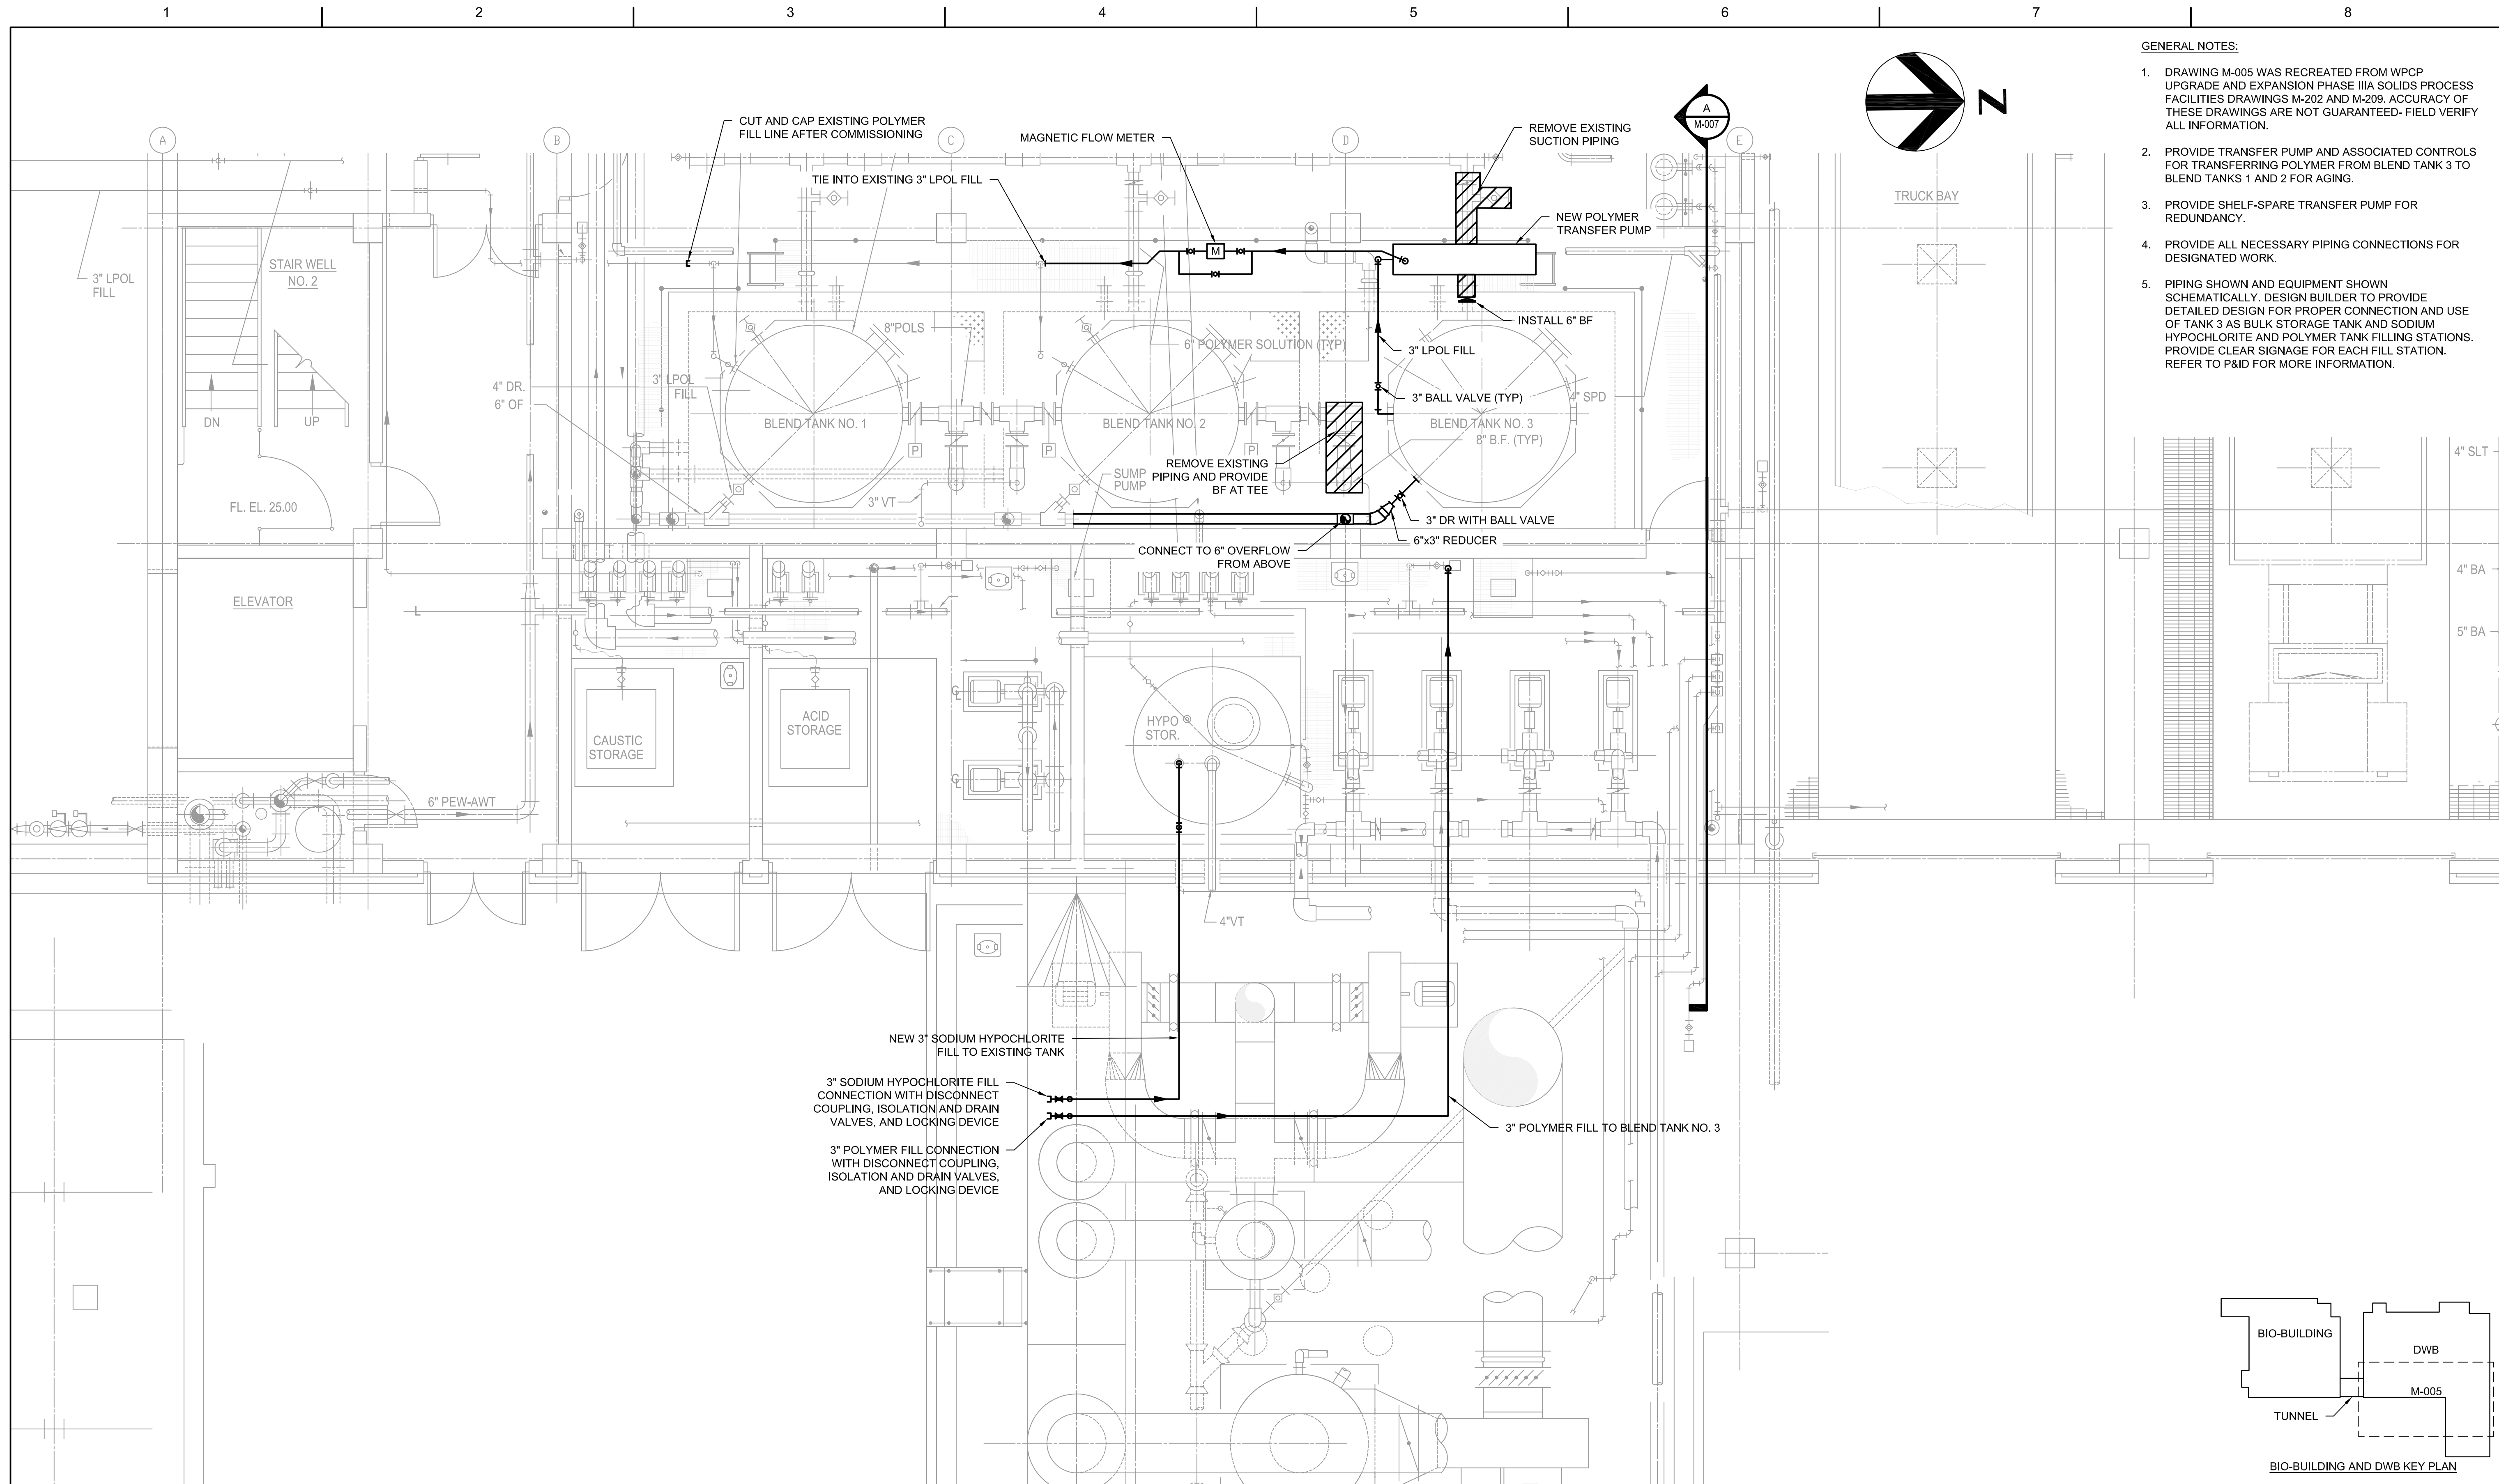 1 2 3 4 5 6 7 8
GENERAL NOTES:
1. DRAWING M-005 WAS RECREATED FROM WPCP
UPGRADE AND EXPANSION PHASE IIIA SOLIDS PROCESS
FACILITIES DRAWINGS M-202 AND M-209. ACCURACY OF
THESE DRAWINGS ARE NOT GUARANTEED- FIELD VERIFY
ALL INFORMATION.
2. PROVIDE TRANSFER PUMP AND ASSOCIATED CONTROLS
FOR TRANSFERRING POLYMER FROM BLEND TANK 3 TO
BLEND TANKS 1 AND 2 FOR AGING.
3. PROVIDE SHELF-SPARE TRANSFER PUMP FOR
REDUNDANCY.
4. PROVIDE ALL NECESSARY PIPING CONNECTIONS FOR
DESIGNATED WORK.
5. PIPING SHOWN AND EQUIPMENT SHOWN
SCHEMATICALLY. DESIGN BUILDER TO PROVIDE
DETAILED DESIGN FOR PROPER CONNECTION AND USE
OF TANK 3 AS BULK STORAGE TANK AND SODIUM
HYPOCHLORITE AND POLYMER TANK FILLING STATIONS.
PROVIDE CLEAR SIGNAGE FOR EACH FILL STATION.
REFER TO P&ID FOR MORE INFORMATION.
N
A
M-007
A B C D E
CUT AND CAP EXISTING POLYMER
FILL LINE AFTER COMMISSIONING
MAGNETIC FLOW METER
REMOVE EXISTING
SUCTION PIPING
TIE INTO EXISTING 3" LPOL FILL
NEW POLYMER
TRANSFER PUMP
TRUCK BAY
M
STAIR WELL
NO. 2
3" LPOL
FILL
INSTALL 6" BF
8"POLS
6" POLYMER SOLUTION (TYP)
3" LPOL FILL
3" LPOL
FILL
4" DR.
6" OF
3" BALL VALVE (TYP)
4" SPD
DN
UP
BLEND TANK NO. 1
BLEND TANK NO. 2
BLEND TANK NO. 3
8" B.F. (TYP)
P
P
P
REMOVE EXISTING
PIPING AND PROVIDE
BF AT TEE
SUMP
PUMP
3" VT
FL. EL. 25.00
3" DR WITH BALL VALVE
6"x3" REDUCER
CONNECT TO 6" OVERFLOW
FROM ABOVE
4" SLT
4" BA
5" BA
ELEVATOR
CAUSTIC
STORAGE
ACID
STORAGE
HYPO
STOR.
6" PEW-AWT
4"VT
NEW 3" SODIUM HYPOCHLORITE
FILL TO EXISTING TANK
3" SODIUM HYPOCHLORITE FILL
CONNECTION WITH DISCONNECT
COUPLING, ISOLATION AND DRAIN
VALVES, AND LOCKING DEVICE
3" POLYMER FILL CONNECTION
WITH DISCONNECT COUPLING,
ISOLATION AND DRAIN VALVES,
AND LOCKING DEVICE
3" POLYMER FILL TO BLEND TANK NO. 3
BIO-BUILDING
DWB
M-005
TUNNEL
BIO-BUILDING AND DWB KEY PLAN